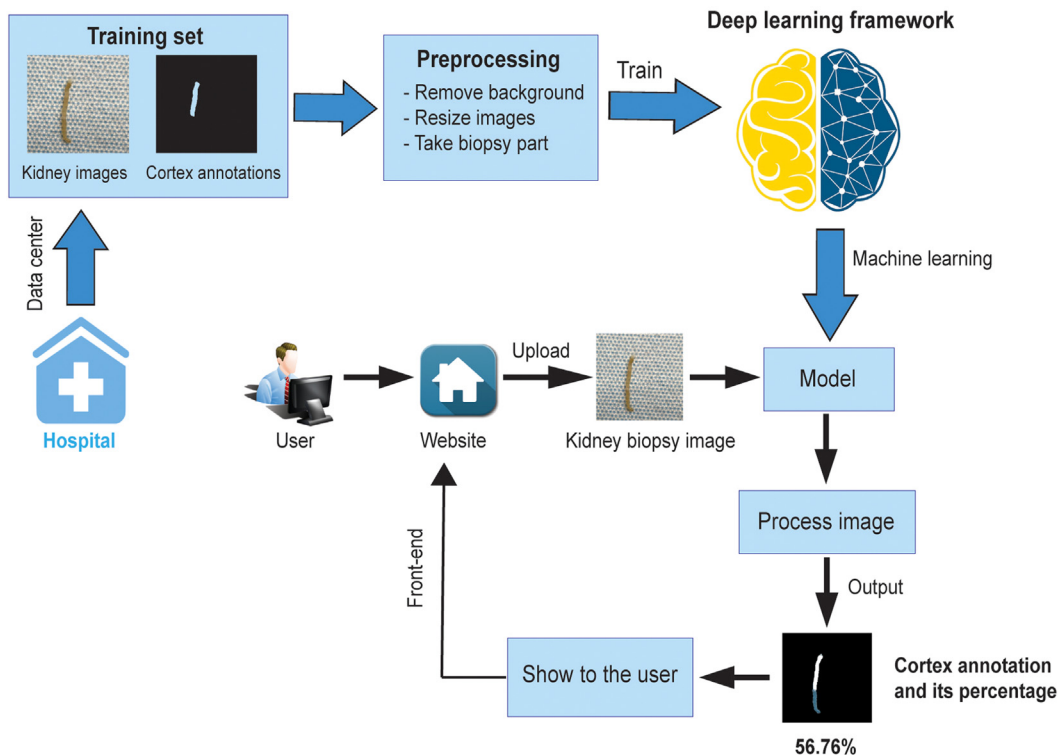 Training set
Kidney images
Cortex annotations
Preprocessing
- Remove background
- Resize images
- Take biopsy part
Train
Deep learning framework
Data center
Machine learning
Hospital
User
Website
Upload
Kidney biopsy image
Model
Process image
Output
Front-end
Show to the user
Cortex annotation
and its percentage
56.76%